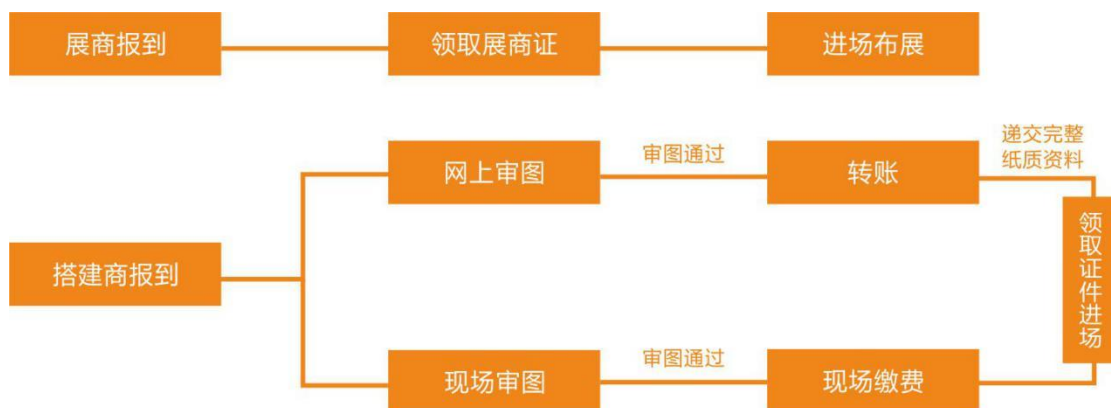 展商报到
领取展商证
进场布展
网上审图
审图通过
转账
递交完整
纸质资料
搭建商报到
领取证件进场
现场审图
审图通过
现场缴费